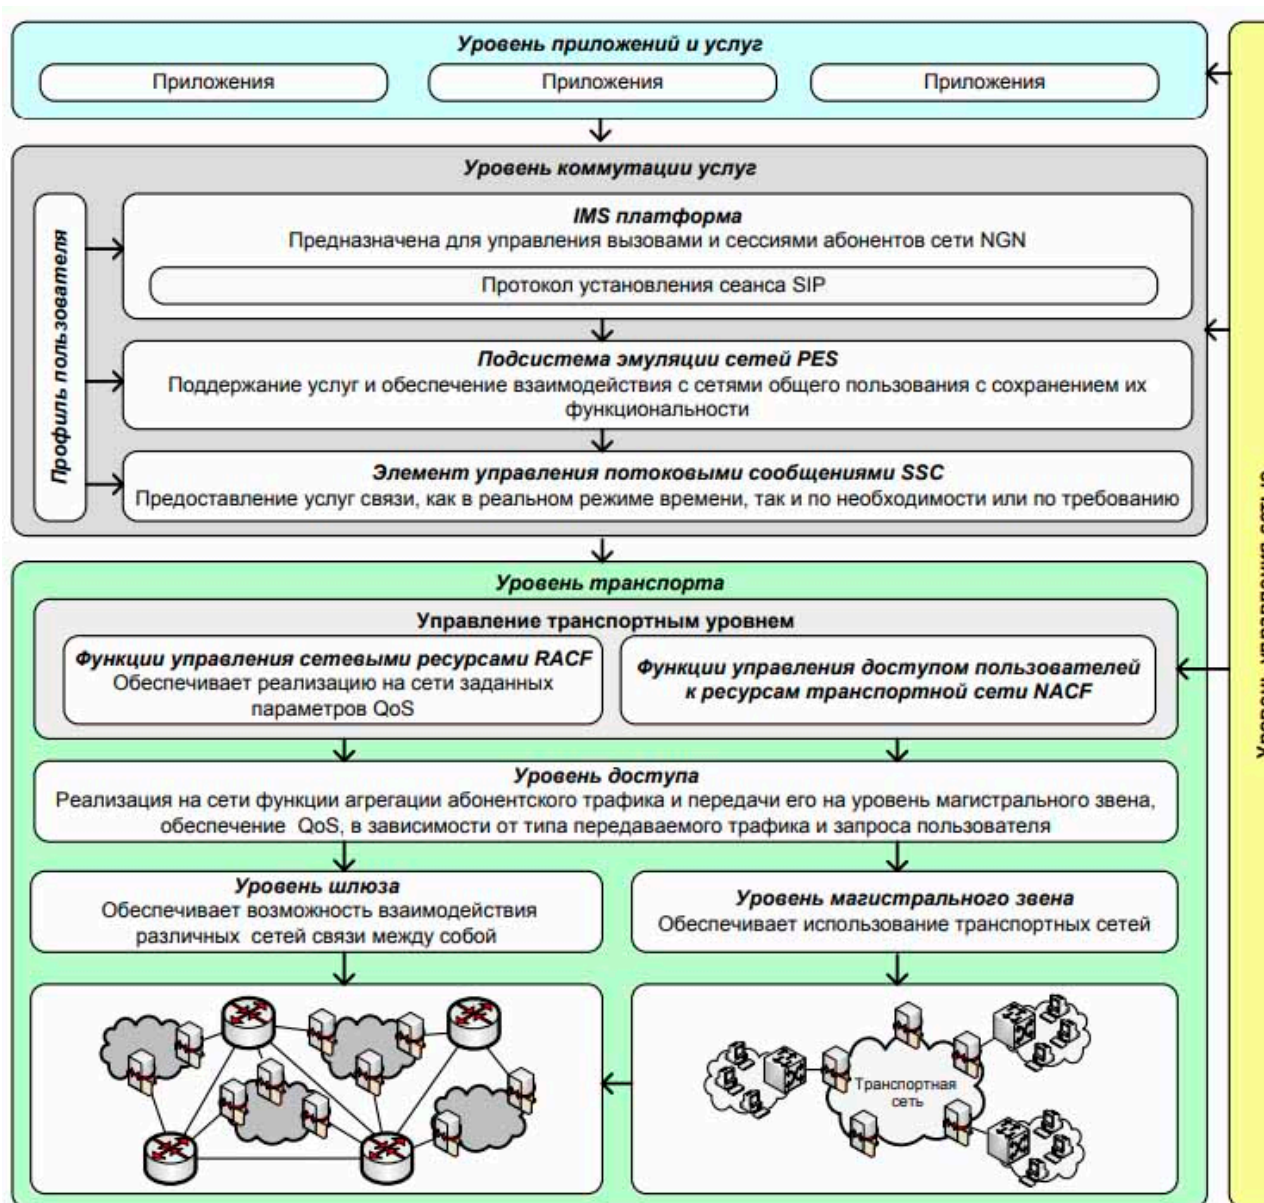 Уровень приложений и услуг
Приложения
Приложения
Приложения
Уровень коммутации услуг
Профиль пользователя
IMS платформа
Предназначена для управления вызовами и сессиями абонентов сети NGN
Протокол установления сеанса SIP
Подсистема эмуляции сетей PES
Поддержание услуг и обеспечение взаимодействия с сетями общего пользования с сохранением их
функциональности
Элемент управления потоковыми сообщениями SSC
Предоставление услуг связи, как в реальном режиме времени, так и по необходимости или по требованию
Уровень транспорта
Управление транспортным уровнем
Функции управления сетевыми ресурсами RACF
Обеспечивает реализацию на сети заданных
параметров QoS
Функции управления доступом пользователей
к ресурсам транспортной сети NACF
Уровень доступа
Реализация на сети функции агрегации абонентского трафика и передачи его на уровень магистрального звена,
обеспечение QoS, в зависимости от типа передаваемого трафика и запроса пользователя
Уровень шлюза
Обеспечивает возможность взаимодействия
различных сетей связи между собой
Уровень магистрального звена
Обеспечивает использование транспортных сетей
Транспортная
сеть